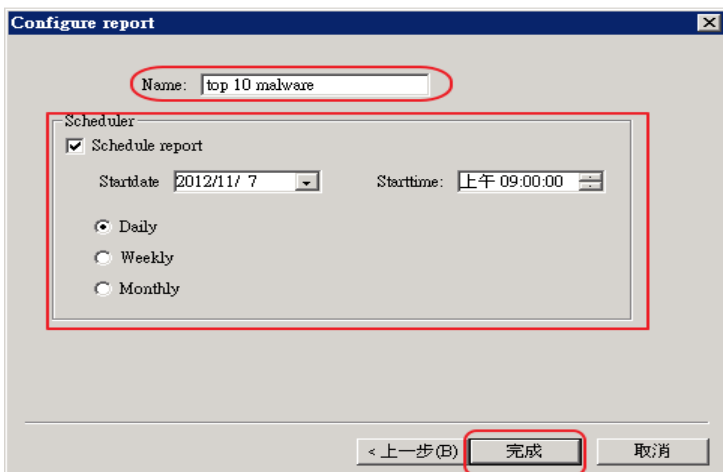 Configure report
Name: top 10 malware
Scheduler
Schedule report
Startdate 2012/11/ 7 Starttime: 上午 09:00:00
Daily
Weekly
Monthly
< 上一步(B) 完成 取消